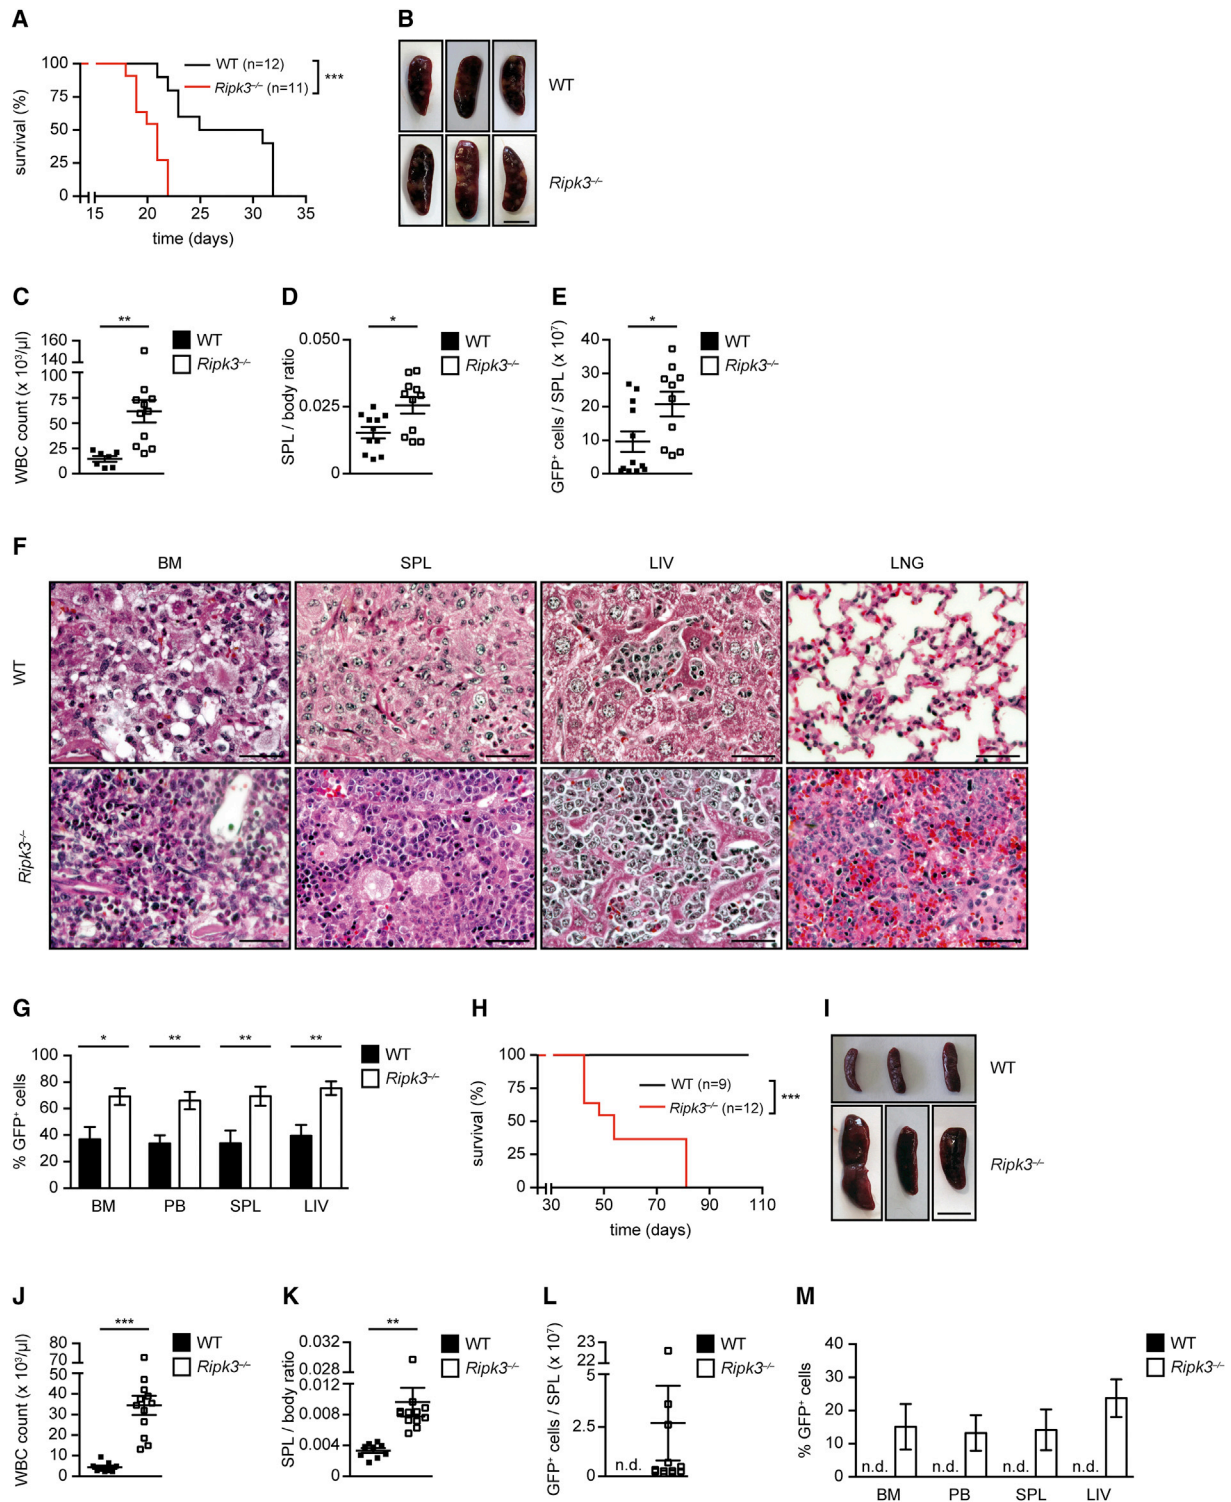 A
survival (%)
100
75
50
25
0
15 20 25 30 35
time (days)
WT (n=12)
Ripk3–/– (n=11)
***
B
WT
Ripk3–/–
C
WBC count (x 10³/μl)
160
140
100
75
50
25
0
**
WT
Ripk3–/–
D
SPL / body ratio
0.050
0.025
0
*
WT
Ripk3–/–
E
GFP⁺ cells / SPL (x 10⁷)
40
30
20
10
0
*
WT
Ripk3–/–
F
BM SPL LIV LNG
WT
Ripk3–/–
G
% GFP⁺ cells
100
80
60
40
20
0
* ** ** **
BM PB SPL LIV
WT
Ripk3–/–
H
survival (%)
100
75
50
25
0
30 50 70 90 110
time (days)
WT (n=9)
Ripk3–/– (n=12)
***
I
WT
Ripk3–/–
J
WBC count (x 10³/μl)
80
70
50
40
30
20
10
0
***
WT
Ripk3–/–
K
SPL / body ratio
0.032
0.028
0.012
0.008
0.004
0
**
WT
Ripk3–/–
L
GFP⁺ cells / SPL (x 10⁷)
23
22
5
2.5
0
n.d.
WT
Ripk3–/–
M
% GFP⁺ cells
40
30
20
10
0
n.d. n.d. n.d. n.d.
BM PB SPL LIV
WT
Ripk3–/–